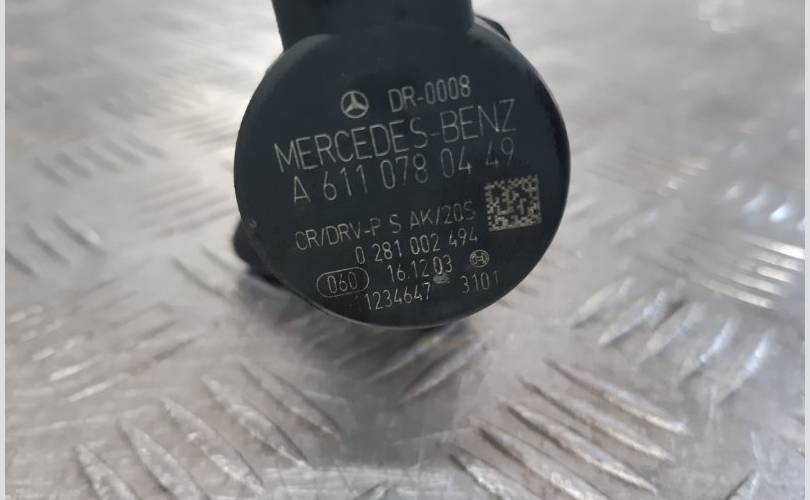 DR-0008
MERCEDES-BENZ
A 611 078 04 49
CR/DRV-P S AK/20S
0 281 002 494
060 16.12.03
1234647 3101